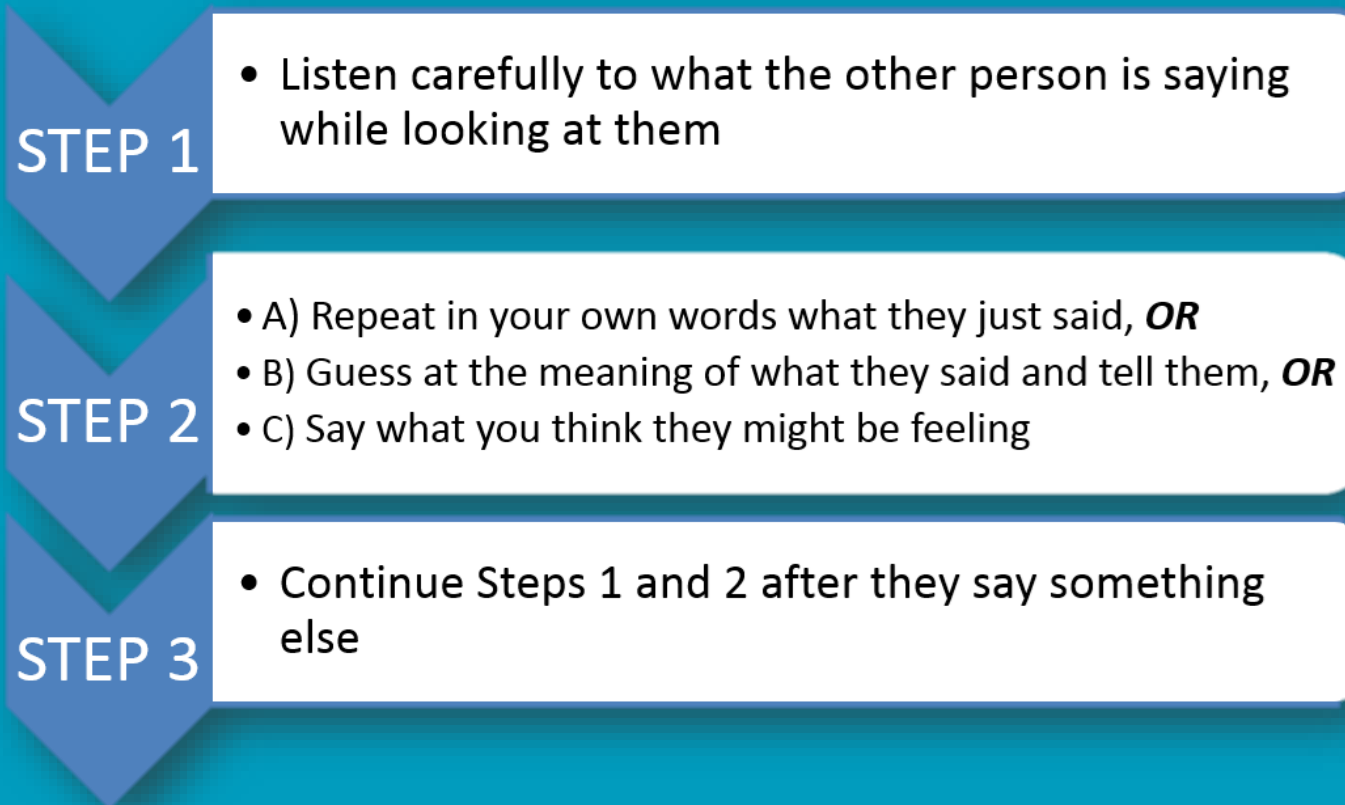 STEP 1
• Listen carefully to what the other person is saying
while looking at them
STEP 2
• A) Repeat in your own words what they just said, OR
• B) Guess at the meaning of what they said and tell them, OR
• C) Say what you think they might be feeling
STEP 3
• Continue Steps 1 and 2 after they say something
else